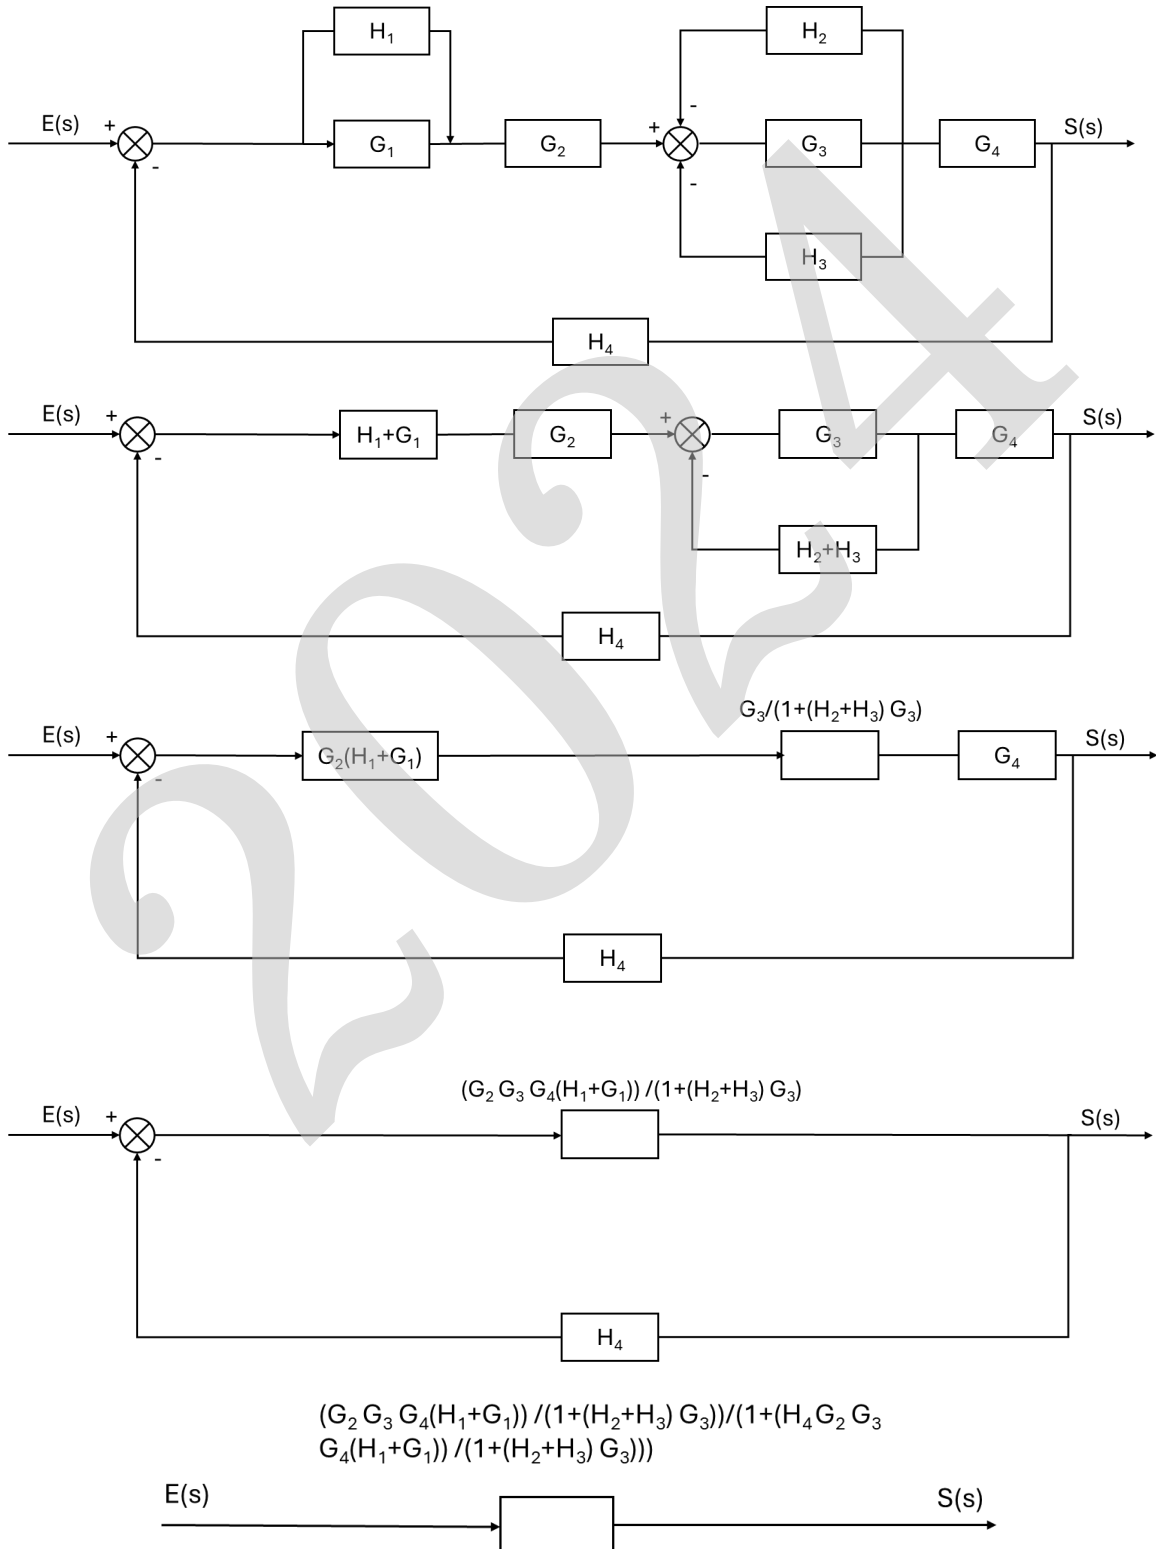 H₁
H₂
E(s)
+
-
G₁
G₂
+
-
-
G₃
G₄
S(s)
H₃
H₄
E(s)
+
-
H₁+G₁
G₂
+
-
G₃
G₄
S(s)
H₂+H₃
H₄
G₃/(1+(H₂+H₃) G₃)
E(s)
+
-
G₂(H₁+G₁)
G₄
S(s)
H₄
(G₂ G₃ G₄(H₁+G₁)) /(1+(H₂+H₃) G₃)
E(s)
+
-
S(s)
H₄
(G₂ G₃ G₄(H₁+G₁)) /(1+(H₂+H₃) G₃))/(1+(H₄ G₂ G₃
G₄(H₁+G₁)) /(1+(H₂+H₃) G₃)))
E(s)
S(s)
2024